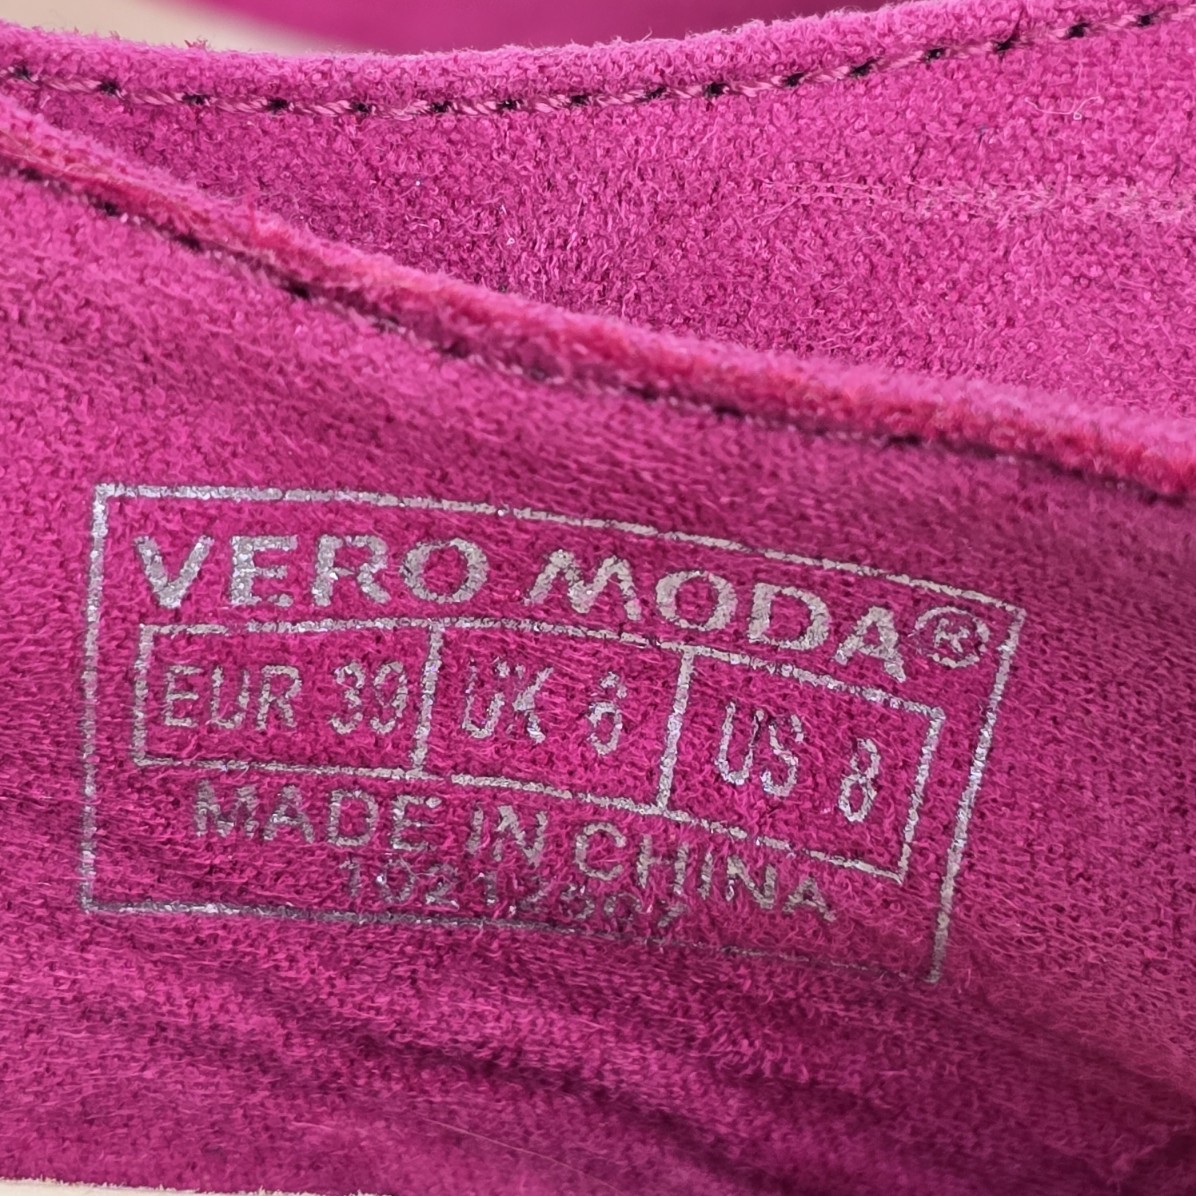 VERO MODA®
EUR 39 UK 6 US 8
MADE IN CHINA